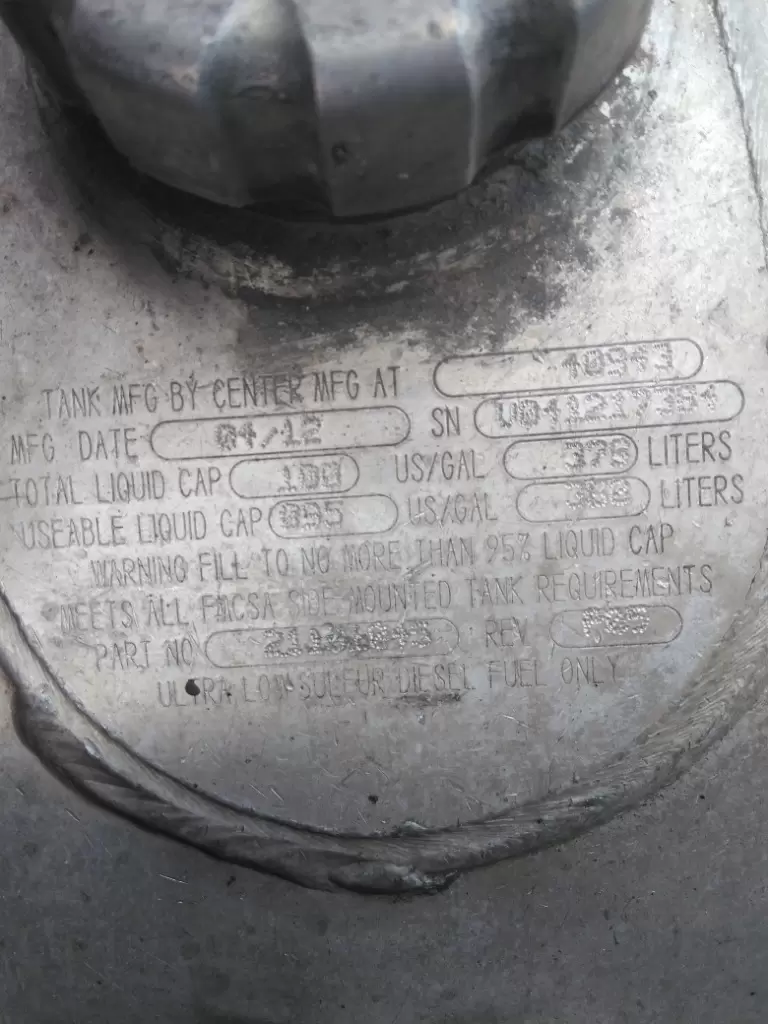 TANK MFG BY CENTER MFG AT 40943
MFG DATE 04/12 SN V041217384
TOTAL LIQUID CAP 100 US/GAL 378 LITERS
USEABLE LIQUID CAP 095 US/GAL LITERS
WARNING FILL TO NO MORE THAN 95% LIQUID CAP
MEETS ALL FMCSA SIDE MOUNTED TANK REQUIREMENTS
PART NO REV
ULTRA LOW SULFUR DIESEL FUEL ONLY